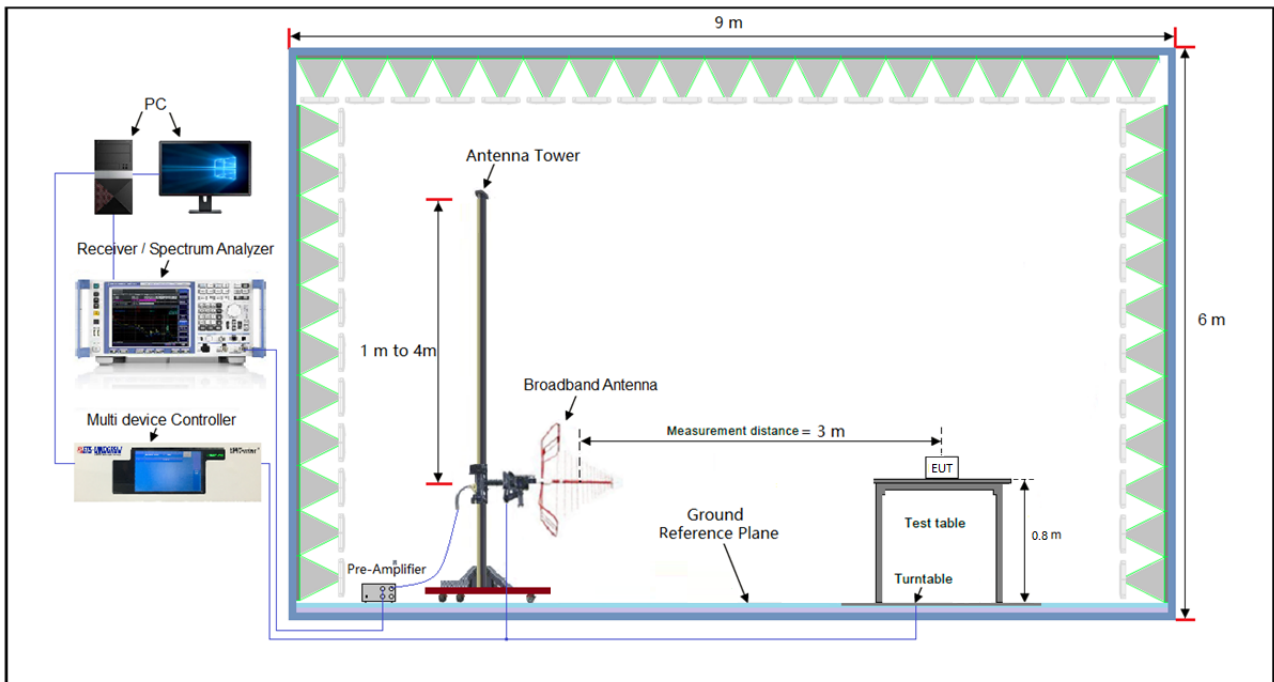 9 m
PC
Antenna Tower
Receiver / Spectrum Analyzer
6 m
1 m to 4m
Broadband Antenna
Multi device Controller
Measurement distance = 3 m
EUT
Ground
Reference Plane
Test table
0.8 m
Pre-Amplifier
Turntable